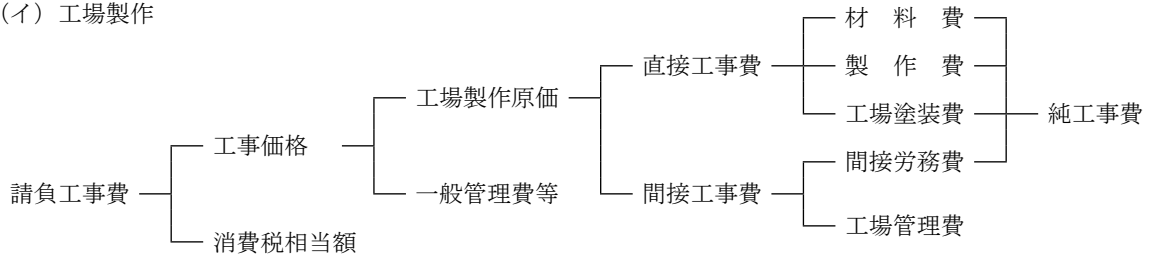 (イ) 工場製作
材料費
直接工事費
製作費
工場製作原価
工場塗装費
純工事費
工事価格
間接労務費
請負工事費
一般管理費等
間接工事費
工場管理費
消費税相当額